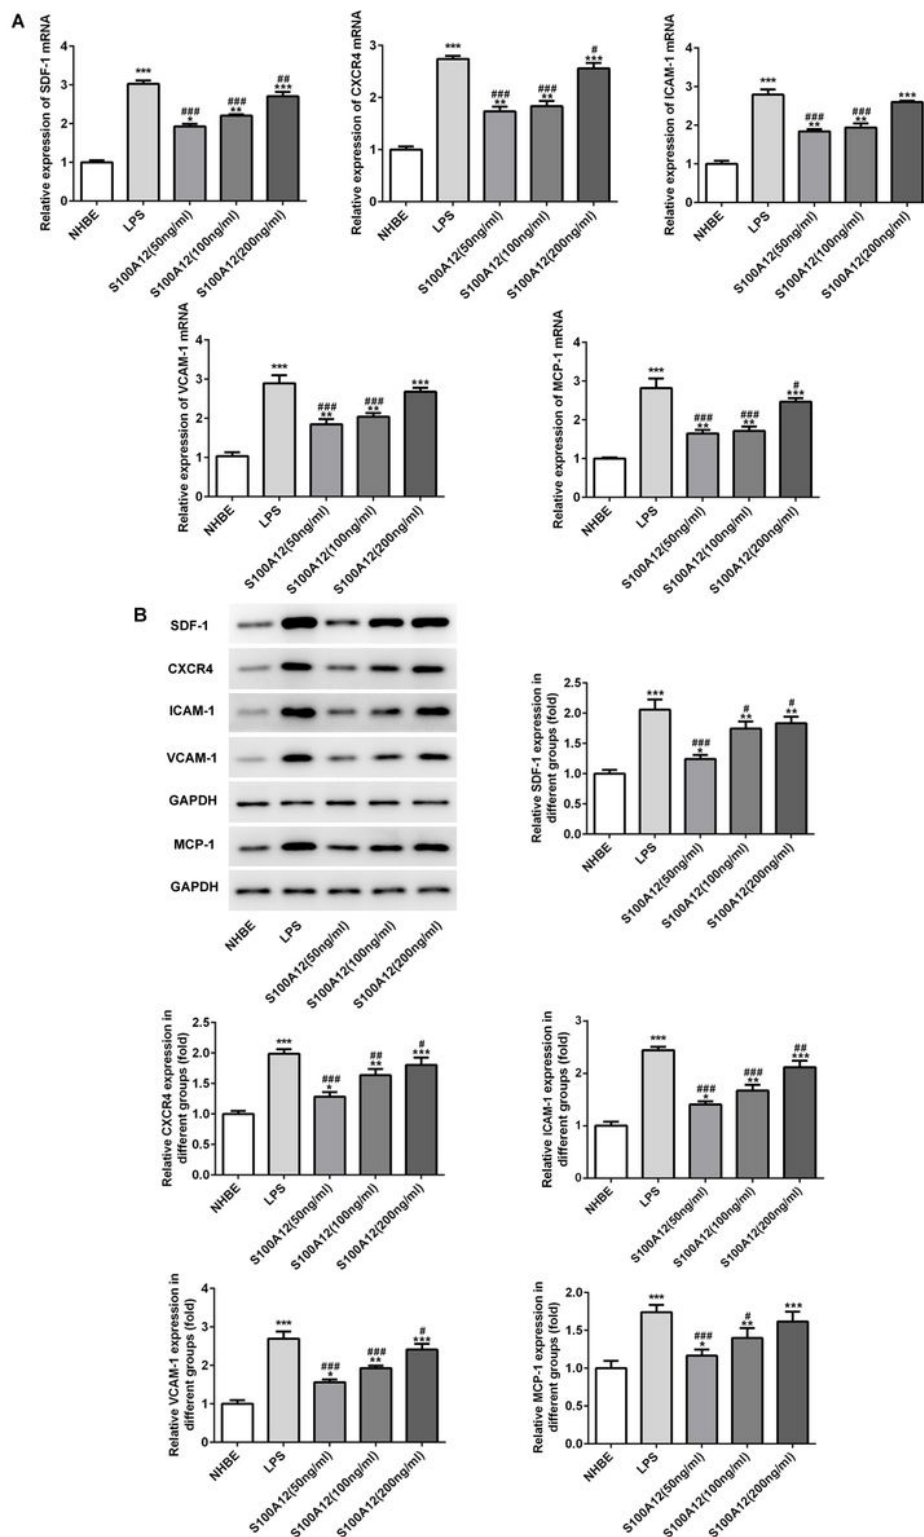 A
Relative expression of SDF-1 mRNA
4
3
2
1
0
***
###
*
###
**
##
***
NHBE
LPS
S100A12(50ng/ml)
S100A12(100ng/ml)
S100A12(200ng/ml)
Relative expression of CXCR4 mRNA
3
2
1
0
***
###
**
###
**
#
***
NHBE
LPS
S100A12(50ng/ml)
S100A12(100ng/ml)
S100A12(200ng/ml)
Relative expression of ICAM-1 mRNA
4
3
2
1
0
***
###
**
###
**
***
NHBE
LPS
S100A12(50ng/ml)
S100A12(100ng/ml)
S100A12(200ng/ml)
Relative expression of VCAM-1 mRNA
4
3
2
1
0
***
###
**
###
**
***
NHBE
LPS
S100A12(50ng/ml)
S100A12(100ng/ml)
S100A12(200ng/ml)
Relative expression of MCP-1 mRNA
4
3
2
1
0
***
###
**
###
**
#
***
NHBE
LPS
S100A12(50ng/ml)
S100A12(100ng/ml)
S100A12(200ng/ml)
B
SDF-1
CXCR4
ICAM-1
VCAM-1
GAPDH
MCP-1
GAPDH
NHBE
LPS
S100A12(50ng/ml)
S100A12(100ng/ml)
S100A12(200ng/ml)
Relative SDF-1 expression in
different groups (fold)
2.5
2.0
1.5
1.0
0.5
0.0
***
###
*
#
**
#
**
NHBE
LPS
S100A12(50ng/ml)
S100A12(100ng/ml)
S100A12(200ng/ml)
Relative CXCR4 expression in
different groups (fold)
2.5
2.0
1.5
1.0
0.5
0.0
***
###
*
##
**
#
***
NHBE
LPS
S100A12(50ng/ml)
S100A12(100ng/ml)
S100A12(200ng/ml)
Relative ICAM-1 expression in
different groups (fold)
3
2
1
0
***
###
*
###
**
##
***
NHBE
LPS
S100A12(50ng/ml)
S100A12(100ng/ml)
S100A12(200ng/ml)
Relative VCAM-1 expression in
different groups (fold)
4
3
2
1
0
***
###
*
###
**
#
***
NHBE
LPS
S100A12(50ng/ml)
S100A12(100ng/ml)
S100A12(200ng/ml)
Relative MCP-1 expression in
different groups (fold)
2.0
1.5
1.0
0.5
0.0
***
###
*
#
**
***
NHBE
LPS
S100A12(50ng/ml)
S100A12(100ng/ml)
S100A12(200ng/ml)